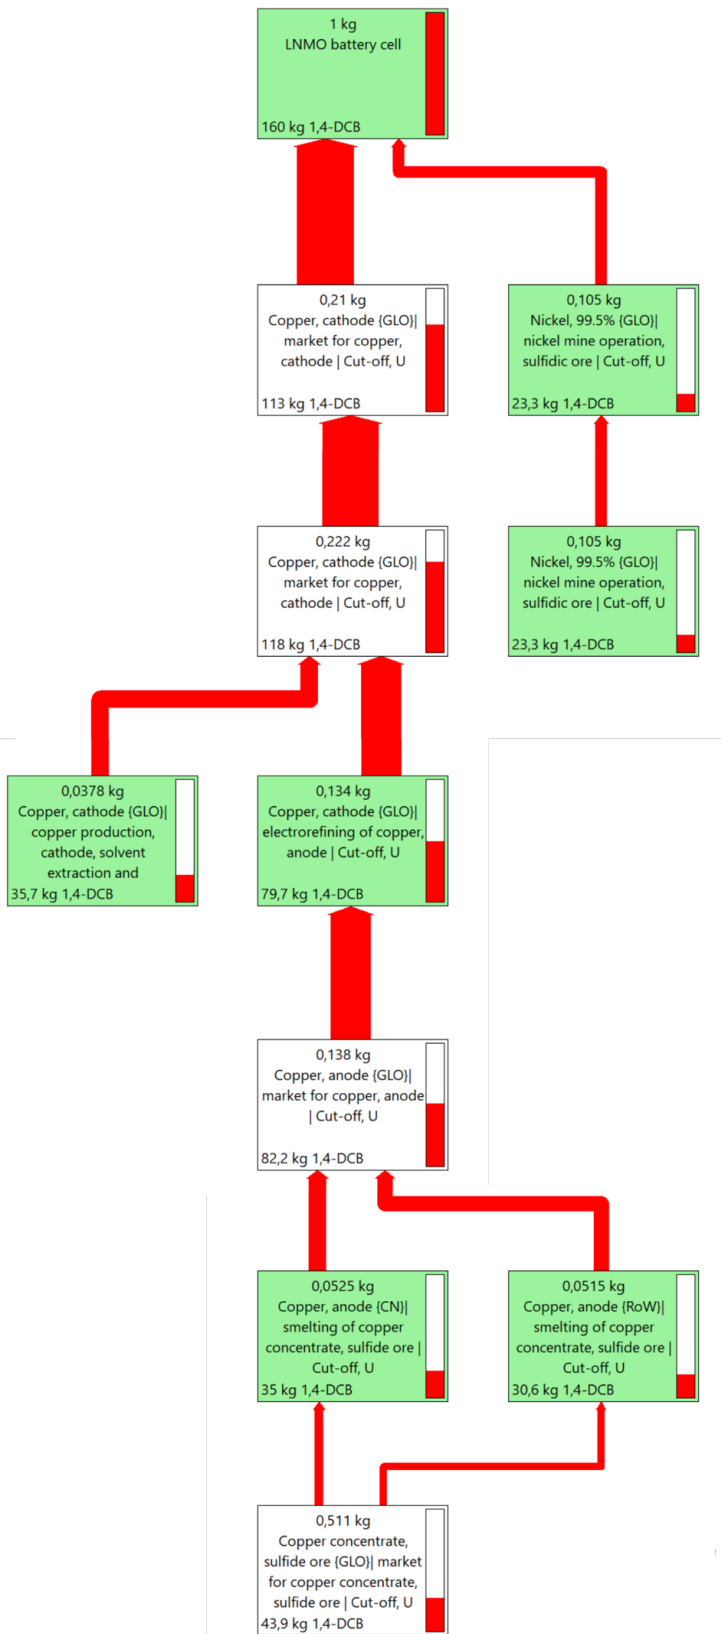 1 kg
LNMO battery cell
160 kg 1,4-DCB
0,21 kg
Copper, cathode {GLO}|
market for copper,
cathode | Cut-off, U
113 kg 1,4-DCB
0,105 kg
Nickel, 99.5% {GLO}|
nickel mine operation,
sulfidic ore | Cut-off, U
23,3 kg 1,4-DCB
0,222 kg
Copper, cathode {GLO}|
market for copper,
cathode | Cut-off, U
118 kg 1,4-DCB
0,105 kg
Nickel, 99.5% {GLO}|
nickel mine operation,
sulfidic ore | Cut-off, U
23,3 kg 1,4-DCB
0,0378 kg
Copper, cathode {GLO}|
copper production,
cathode, solvent
extraction and
35,7 kg 1,4-DCB
0,134 kg
Copper, cathode {GLO}|
electrorefining of copper,
anode | Cut-off, U
79,7 kg 1,4-DCB
0,138 kg
Copper, anode {GLO}|
market for copper, anode
| Cut-off, U
82,2 kg 1,4-DCB
0,0525 kg
Copper, anode {CN}|
smelting of copper
concentrate, sulfide ore |
Cut-off, U
35 kg 1,4-DCB
0,0515 kg
Copper, anode {RoW}|
smelting of copper
concentrate, sulfide ore |
Cut-off, U
30,6 kg 1,4-DCB
0,511 kg
Copper concentrate,
sulfide ore {GLO}| market
for copper concentrate,
sulfide ore | Cut-off, U
43,9 kg 1,4-DCB